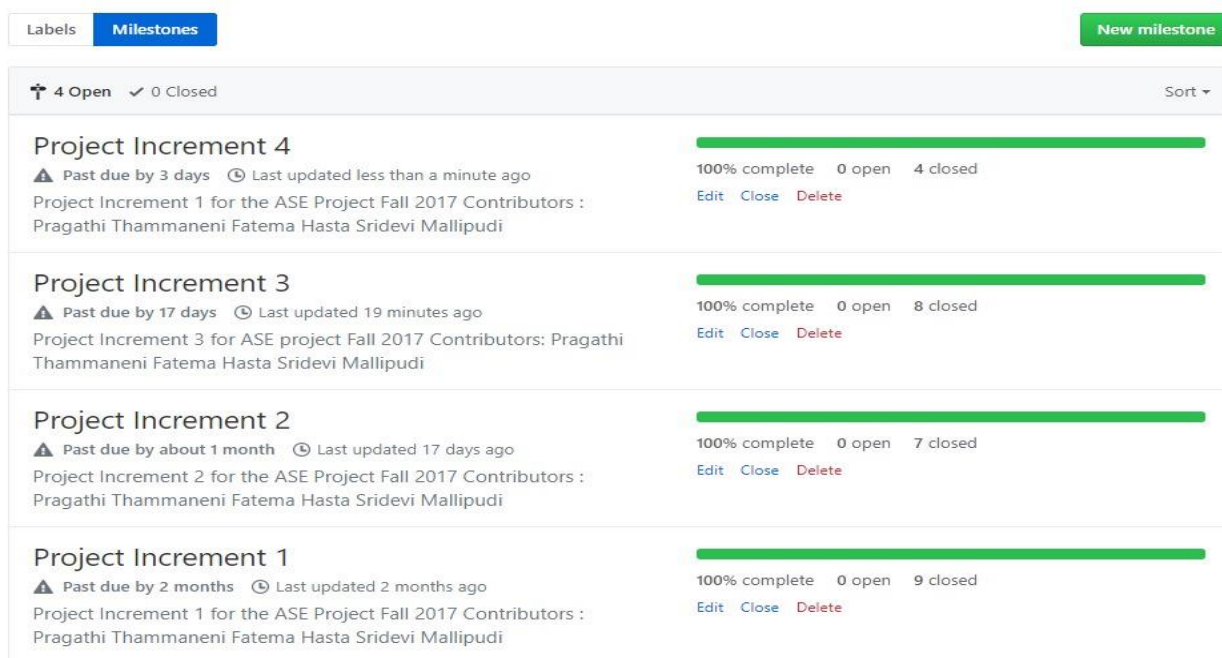 Labels Milestones New milestone
4 Open 0 Closed Sort
Project Increment 4
Past due by 3 days Last updated less than a minute ago
Project Increment 1 for the ASE Project Fall 2017 Contributors :
Pragathi Thammaneni Fatema Hasta Sridevi Mallipudi
100% complete 0 open 4 closed
Edit Close Delete
Project Increment 3
Past due by 17 days Last updated 19 minutes ago
Project Increment 3 for ASE project Fall 2017 Contributors: Pragathi
Thammaneni Fatema Hasta Sridevi Mallipudi
100% complete 0 open 8 closed
Edit Close Delete
Project Increment 2
Past due by about 1 month Last updated 17 days ago
Project Increment 2 for the ASE Project Fall 2017 Contributors :
Pragathi Thammaneni Fatema Hasta Sridevi Mallipudi
100% complete 0 open 7 closed
Edit Close Delete
Project Increment 1
Past due by 2 months Last updated 2 months ago
Project Increment 1 for the ASE Project Fall 2017 Contributors :
Pragathi Thammaneni Fatema Hasta Sridevi Mallipudi
100% complete 0 open 9 closed
Edit Close Delete